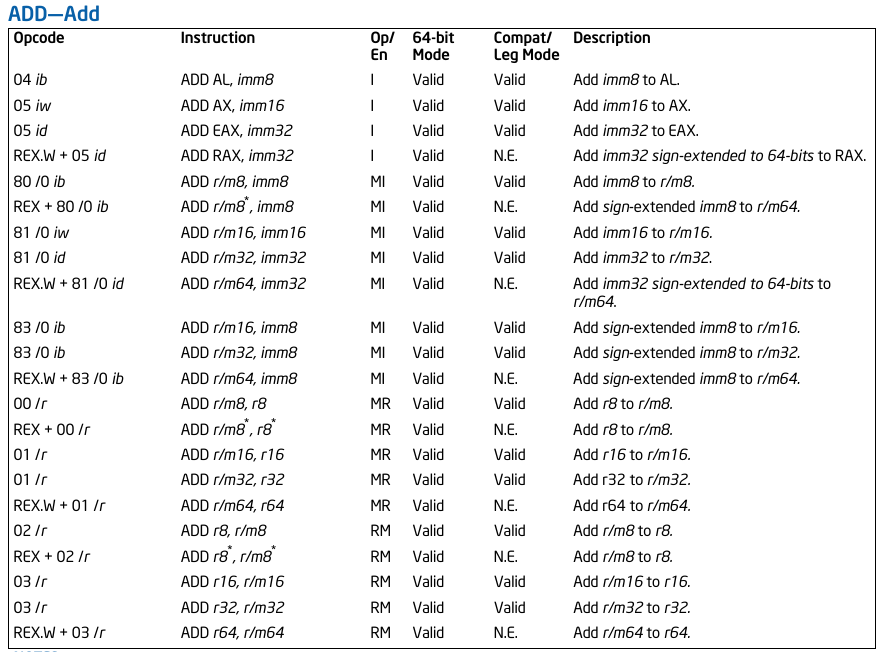 ADD—Add
Opcode Instruction Op/ En 64-bit Mode Compat/ Leg Mode Description
04 ib ADD AL, imm8 I Valid Valid Add imm8 to AL.
05 iw ADD AX, imm16 I Valid Valid Add imm16 to AX.
05 id ADD EAX, imm32 I Valid Valid Add imm32 to EAX.
REX.W + 05 id ADD RAX, imm32 I Valid N.E. Add imm32 sign-extended to 64-bits to RAX.
80 /0 ib ADD r/m8, imm8 MI Valid Valid Add imm8 to r/m8.
REX + 80 /0 ib ADD r/m8*, imm8 MI Valid N.E. Add sign-extended imm8 to r/m64.
81 /0 iw ADD r/m16, imm16 MI Valid Valid Add imm16 to r/m16.
81 /0 id ADD r/m32, imm32 MI Valid Valid Add imm32 to r/m32.
REX.W + 81 /0 id ADD r/m64, imm32 MI Valid N.E. Add imm32 sign-extended to 64-bits to
r/m64.
83 /0 ib ADD r/m16, imm8 MI Valid Valid Add sign-extended imm8 to r/m16.
83 /0 ib ADD r/m32, imm8 MI Valid Valid Add sign-extended imm8 to r/m32.
REX.W + 83 /0 ib ADD r/m64, imm8 MI Valid N.E. Add sign-extended imm8 to r/m64.
00 /r ADD r/m8, r8 MR Valid Valid Add r8 to r/m8.
REX + 00 /r ADD r/m8*, r8* MR Valid N.E. Add r8 to r/m8.
01 /r ADD r/m16, r16 MR Valid Valid Add r16 to r/m16.
01 /r ADD r/m32, r32 MR Valid Valid Add r32 to r/m32.
REX.W + 01 /r ADD r/m64, r64 MR Valid N.E. Add r64 to r/m64.
02 /r ADD r8, r/m8 RM Valid Valid Add r/m8 to r8.
REX + 02 /r ADD r8*, r/m8* RM Valid N.E. Add r/m8 to r8.
03 /r ADD r16, r/m16 RM Valid Valid Add r/m16 to r16.
03 /r ADD r32, r/m32 RM Valid Valid Add r/m32 to r32.
REX.W + 03 /r ADD r64, r/m64 RM Valid N.E. Add r/m64 to r64.